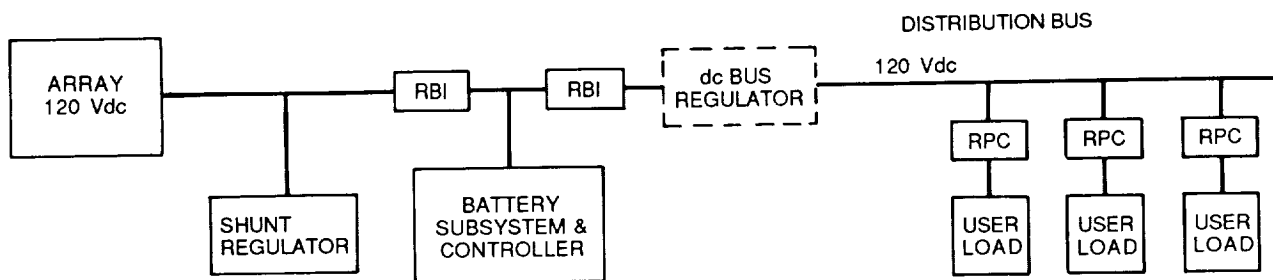 DISTRIBUTION BUS
ARRAY
120 Vdc
RBI
RBI
dc BUS
REGULATOR
120 Vdc
RPC
RPC
RPC
SHUNT
REGULATOR
BATTERY
SUBSYSTEM &
CONTROLLER
USER
LOAD
USER
LOAD
USER
LOAD